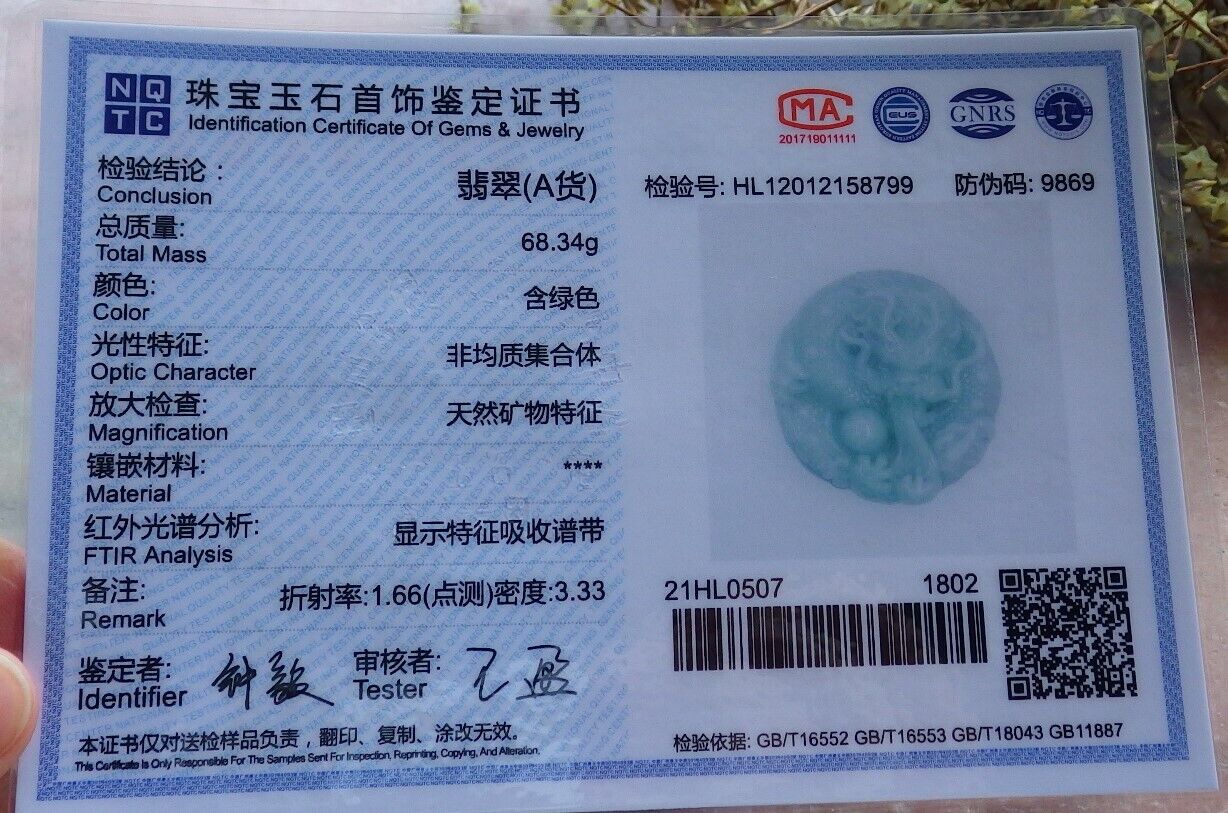 NQTC
珠宝玉石首饰鉴定证书
Identification Certificate Of Gems & Jewelry
MA
201719011111
GNRS
检验结论:
Conclusion
翡翠(A货)
总质量:
Total Mass
68.34g
颜色:
Color
含绿色
光性特征:
Optic Character
非均质集合体
放大检查:
Magnification
天然矿物特征
镶嵌材料:
Material
****
红外光谱分析:
FTIR Analysis
显示特征吸收谱带
备注:
Remark
折射率:1.66(点测)密度:3.33
鉴定者:
Identifier
审核者:
Tester
本证书仅对送检样品负责，翻印、复制、涂改无效。
This Certificate Is Only Responsible For The Samples Sent For Inspection, Reprinting, Copying, And Alteration.
检验号: HL12012158799 防伪码: 9869
21HL0507 1802
检验依据: GB/T16552 GB/T16553 GB/T18043 GB11887